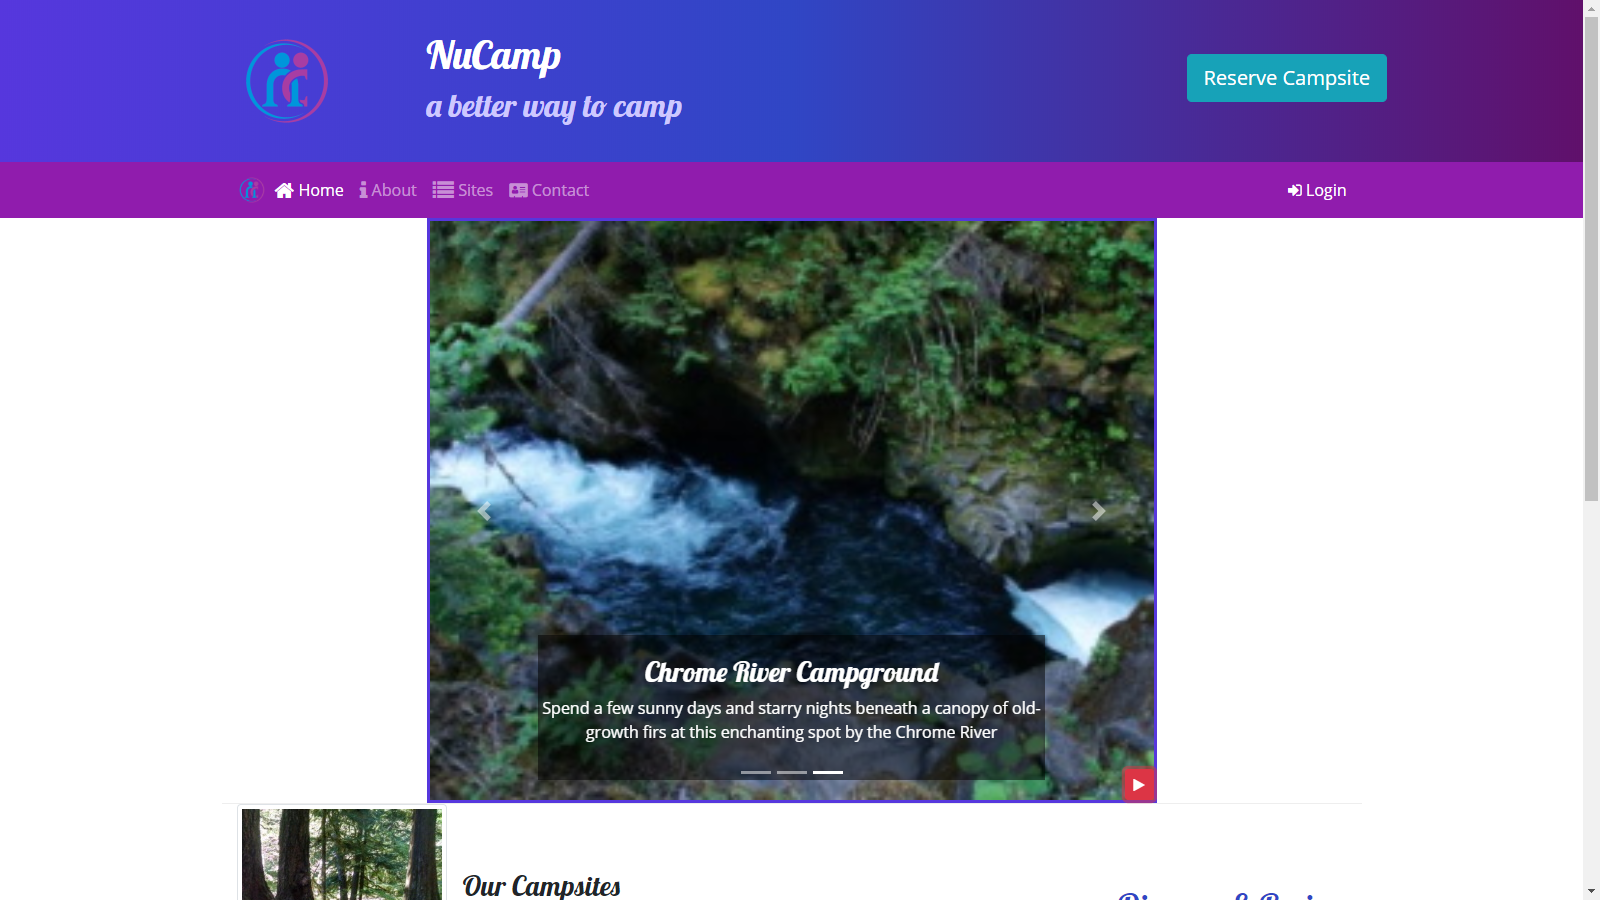 NuCamp
a better way to camp
Reserve Campsite
Home
About
Sites
Contact
Login
Chrome River Campground
Spend a few sunny days and starry nights beneath a canopy of old-
growth firs at this enchanting spot by the Chrome River
Our Campsites